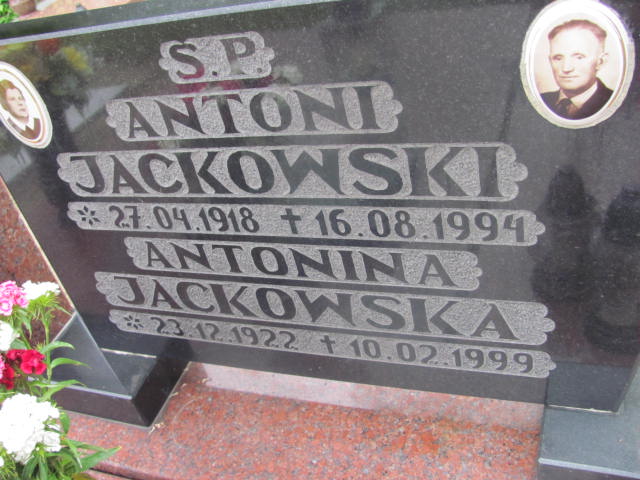 S.P.
ANTONI
JACKOWSKI
* 27.04.1918 † 16.08.1994
ANTONINA
JACKOWSKA
* 23.12.1922 † 10.02.1999